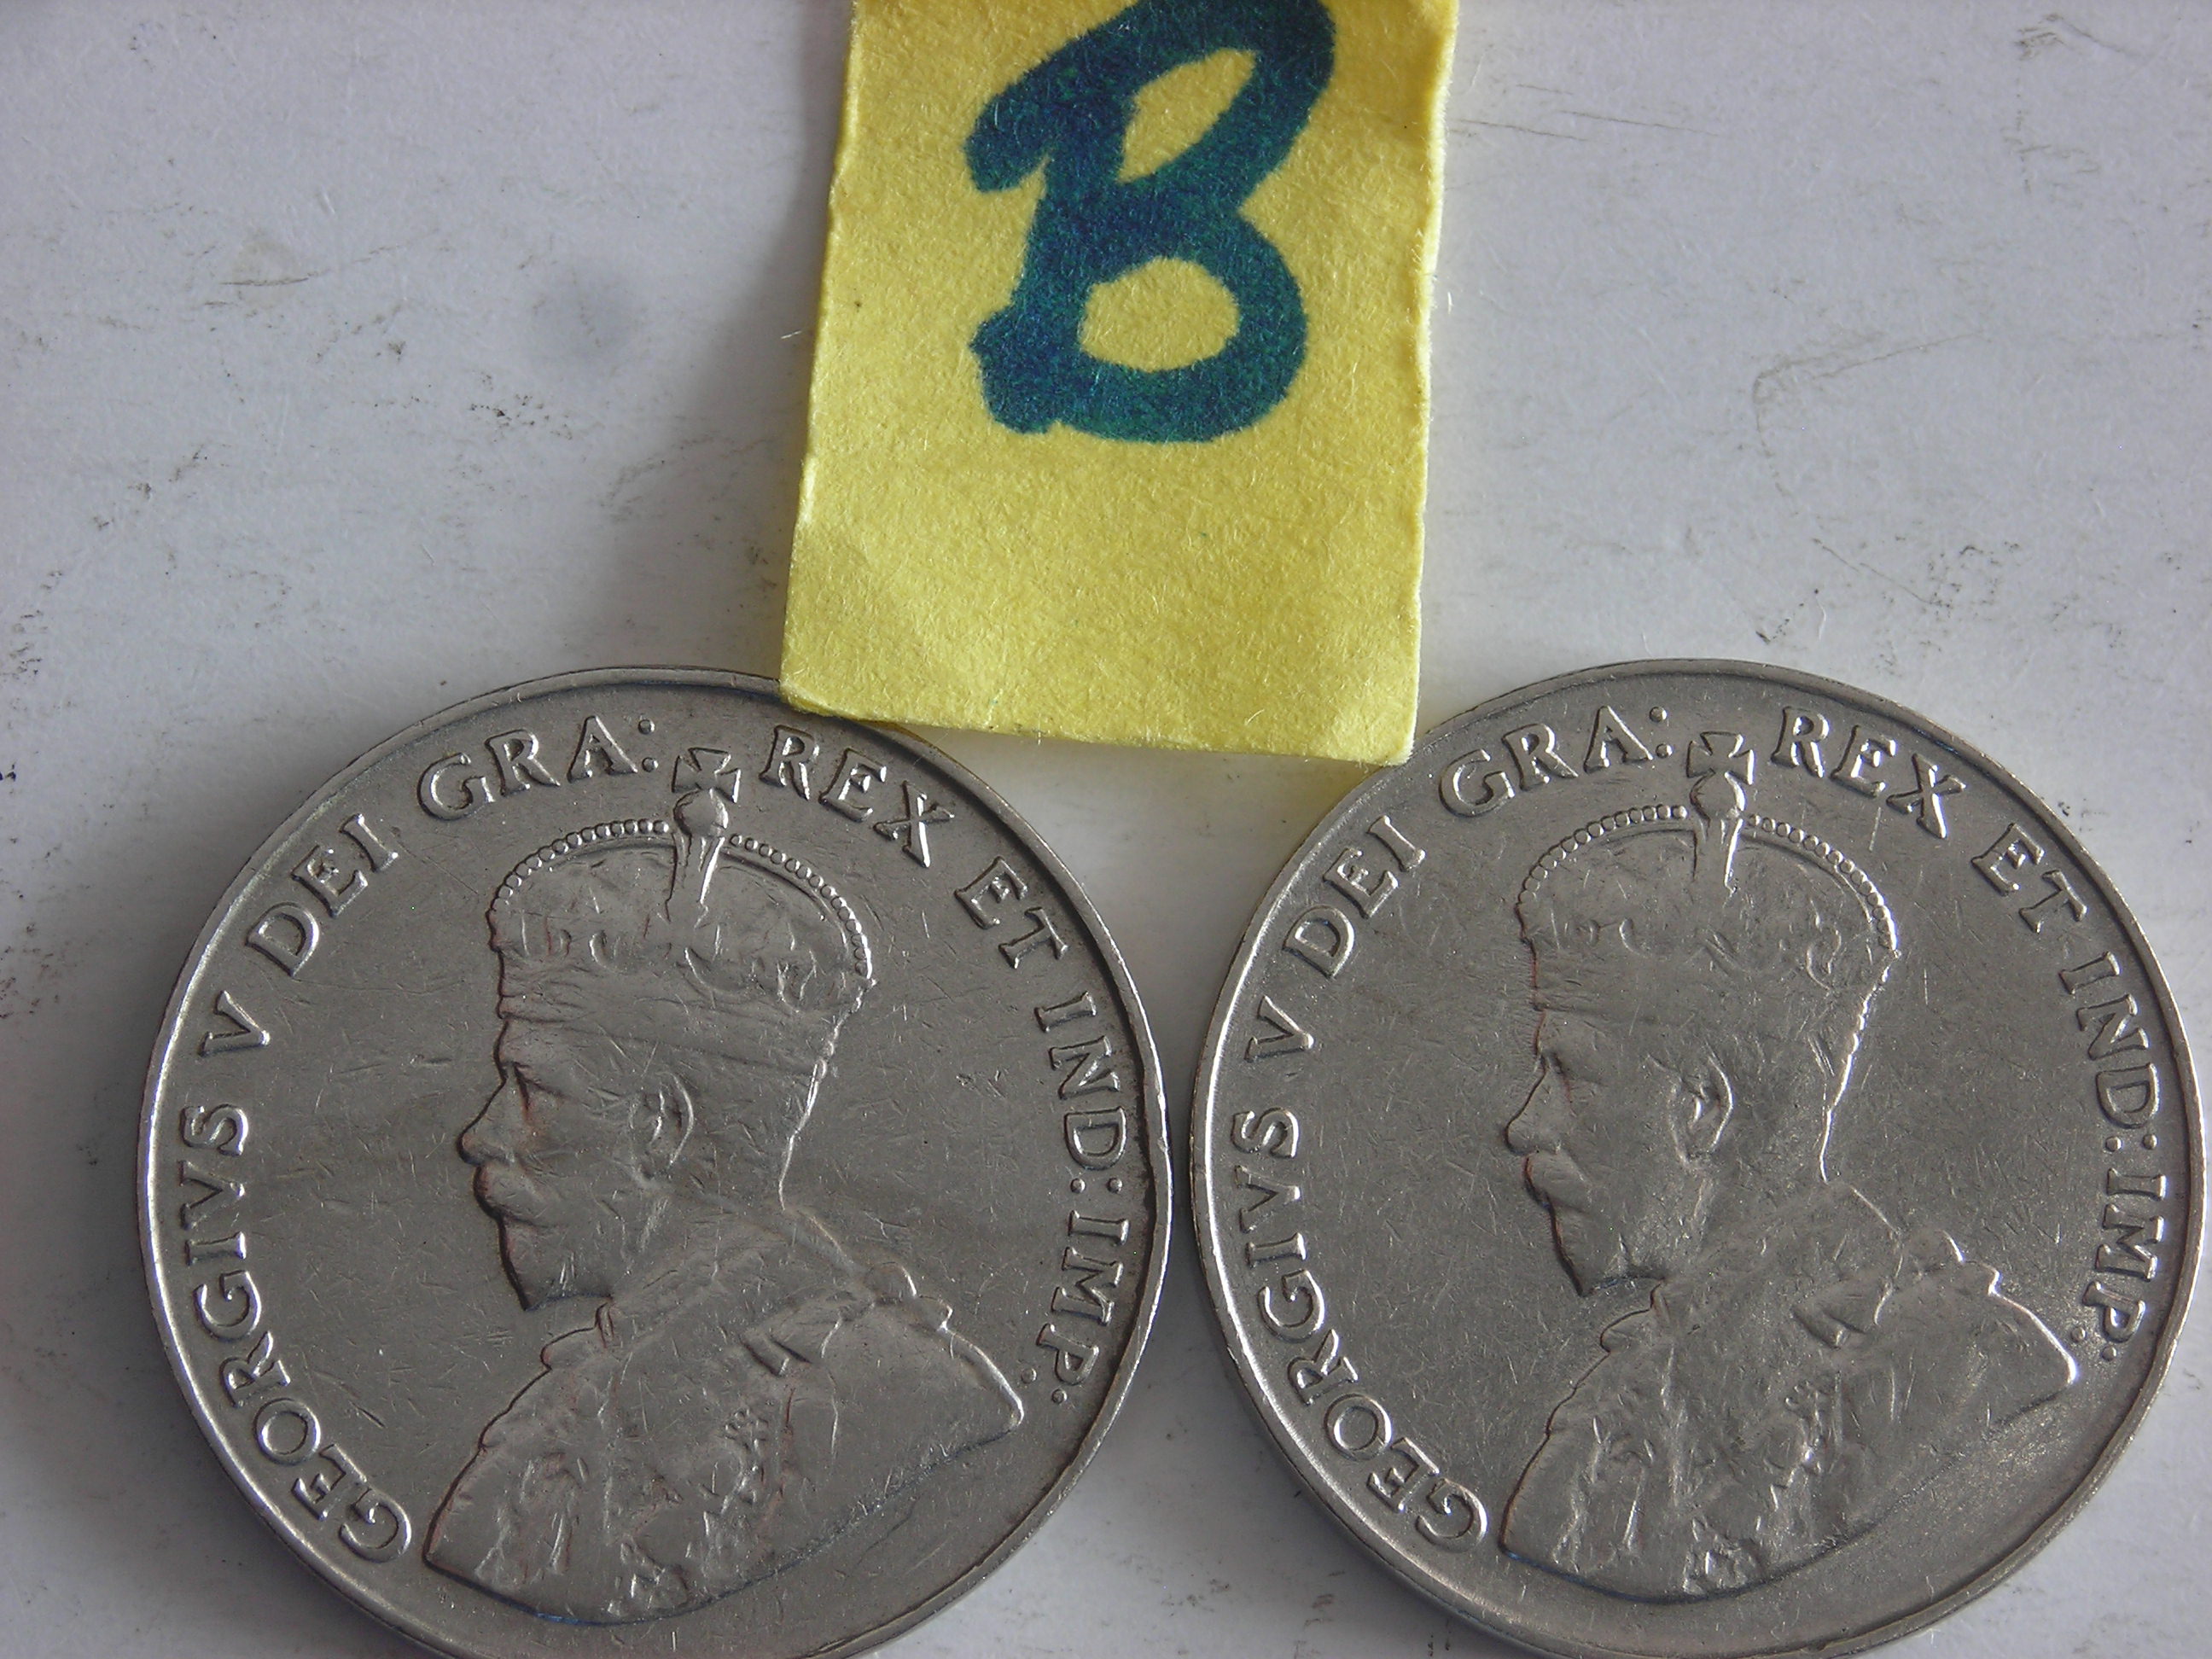 B
GEORGIVS V DEI GRA: REX ET IND: IMP:
GEORGIVS V DEI GRA: REX ET IND: IMP: